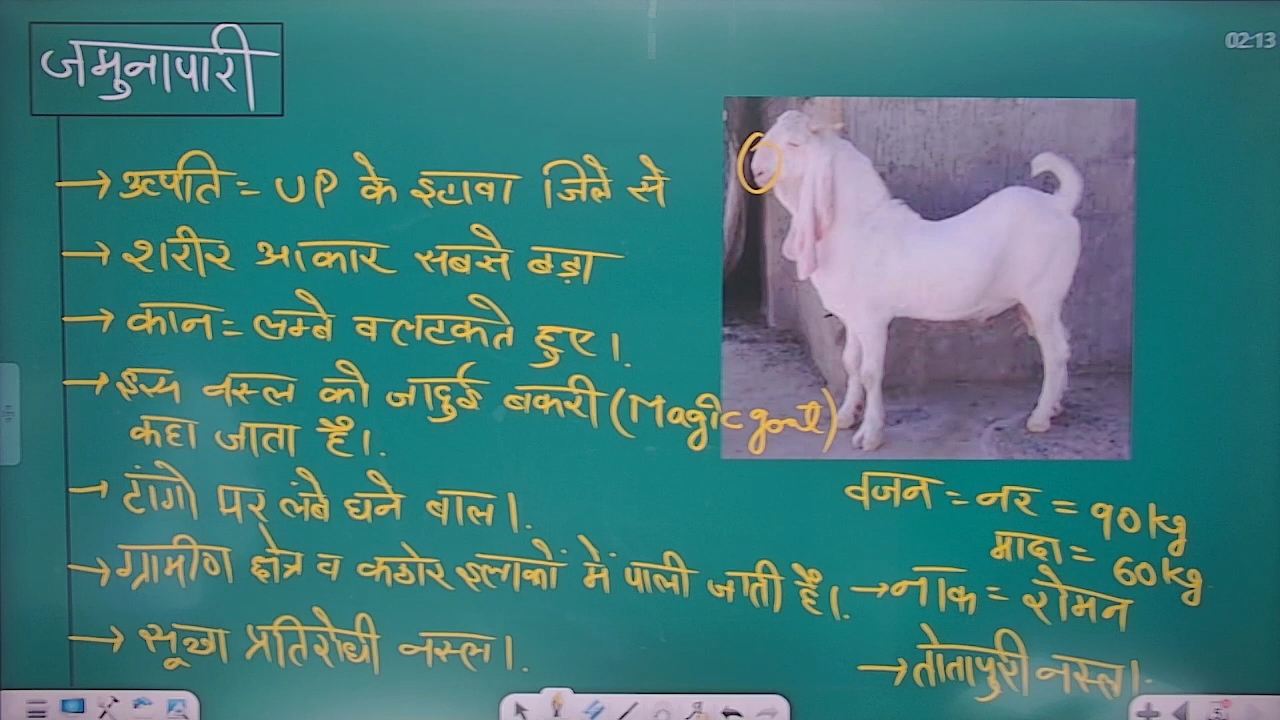 जमुनापारी
02:13
→ उत्पति = UP के इटावा जिले से
→ शरीर आकार सबसे बड़ा
→ कान = लम्बे व लटकते हुए।
→ इस नस्ल को जादुई बकरी (Magic goat)
कहा जाता है।
→ टांगो पर लंबे घने बाल।
→ ग्रामीण क्षेत्र व कठोर इलाकों में पाली जाती है।
→ सूखा प्रतिरोधी नस्ल।
वजन = नर = 90kg
मादा = 60kg
→ नाक = रोमन
→ तोतापुरी नस्ल।